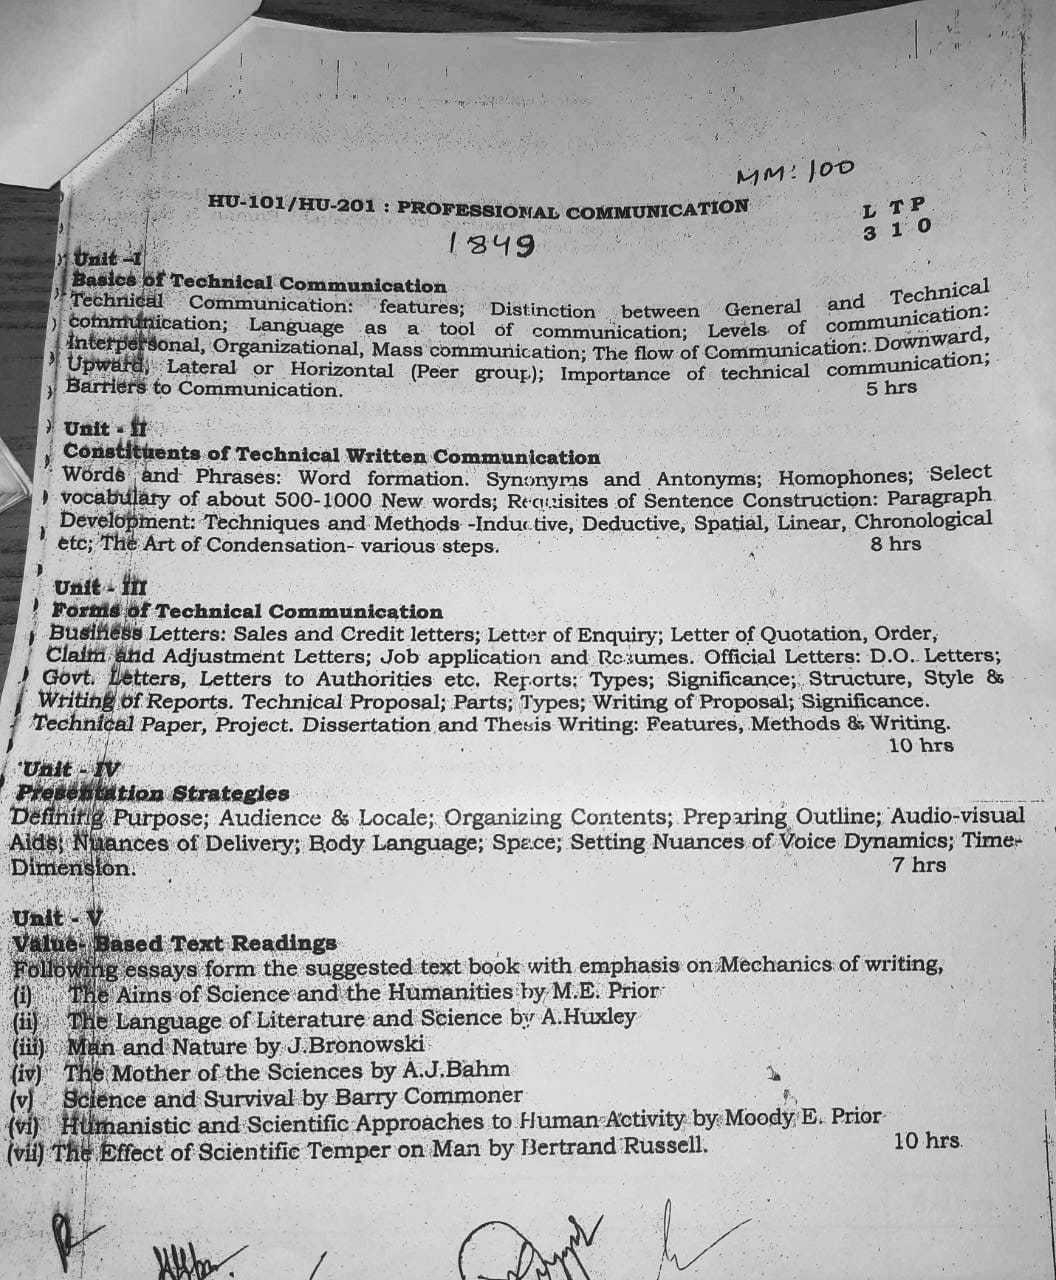 MM: 100
HU-101/HU-201 : PROFESSIONAL COMMUNICATION
L T P
3 1 0
1849
Unit -I
Basics of Technical Communication
Technical Communication: features; Distinction between General and Technical
communication; Language as a tool of communication; Levels of communication:
Interpersonal, Organizational, Mass communication; The flow of Communication: Downward,
Upward, Lateral or Horizontal (Peer group); Importance of technical communication;
Barriers to Communication. 5 hrs
Unit - II
Constituents of Technical Written Communication
Words and Phrases: Word formation. Synonyms and Antonyms; Homophones; Select
vocabulary of about 500-1000 New words; Requisites of Sentence Construction: Paragraph
Development: Techniques and Methods -Inductive, Deductive, Spatial, Linear, Chronological
etc; The Art of Condensation- various steps. 8 hrs
Unit - III
Forms of Technical Communication
Business Letters: Sales and Credit letters; Letter of Enquiry; Letter of Quotation, Order,
Claim and Adjustment Letters; Job application and Resumes. Official Letters: D.O. Letters;
Govt. Letters, Letters to Authorities etc. Reports: Types; Significance; Structure, Style &
Writing of Reports. Technical Proposal; Parts; Types; Writing of Proposal; Significance.
Technical Paper, Project. Dissertation and Thesis Writing: Features, Methods & Writing.
10 hrs
Unit - IV
Presentation Strategies
Defining Purpose; Audience & Locale; Organizing Contents; Preparing Outline; Audio-visual
Aids; Nuances of Delivery; Body Language; Space; Setting Nuances of Voice Dynamics; Time-
Dimension. 7 hrs
Unit - V
Value- Based Text Readings
Following essays form the suggested text book with emphasis on Mechanics of writing,
(i) The Aims of Science and the Humanities by M.E. Prior
(ii) The Language of Literature and Science by A.Huxley
(iii) Man and Nature by J.Bronowski
(iv) The Mother of the Sciences by A.J.Bahm
(v) Science and Survival by Barry Commoner
(vi) Humanistic and Scientific Approaches to Human Activity by Moody E. Prior
(vii) The Effect of Scientific Temper on Man by Bertrand Russell. 10 hrs.